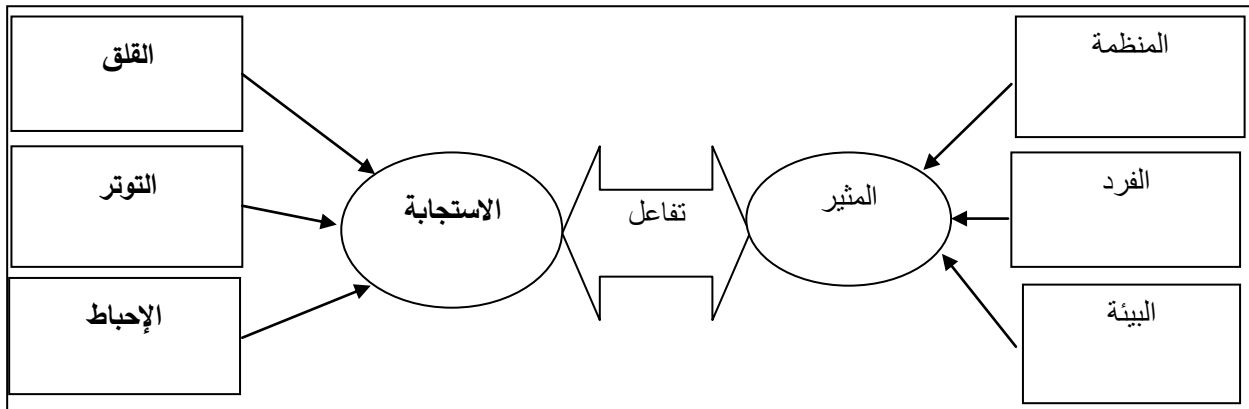 المنظمة
الفرد
البيئة
المثير
تفاعل
الاستجابة
القلق
التوتر
الإحباط